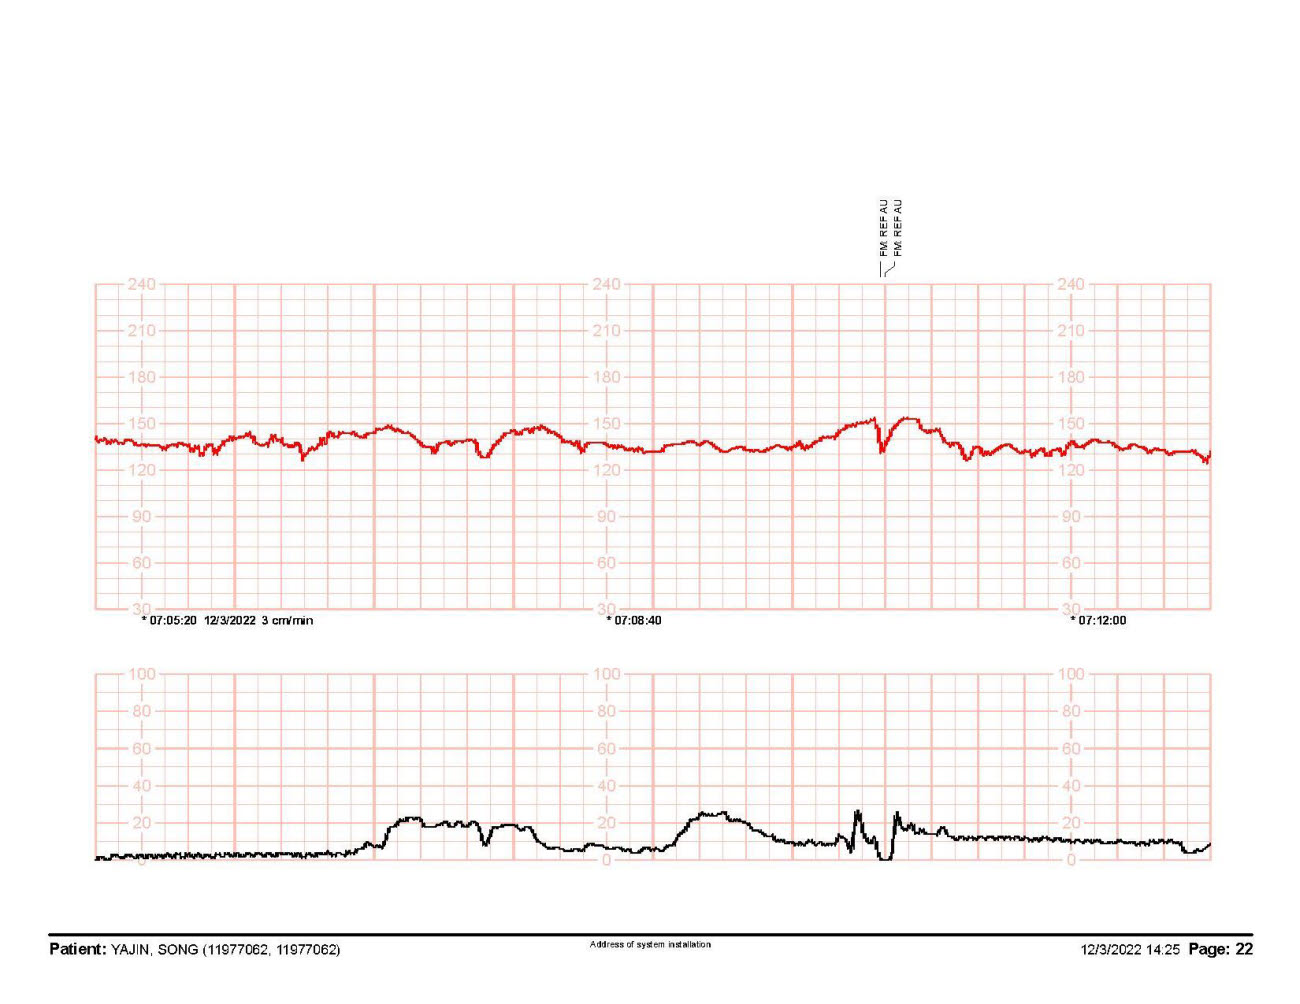 FM: REF AU
FM: REF AU
240 240 240
210 210 210
180 180 180
150 150 150
120 120 120
90 90 90
60 60 60
30 30 30
* 07:05:20 12/3/2022 3 cm/min * 07:08:40 * 07:12:00
100 100 100
80 80 80
60 60 60
40 40 40
20 20 20
0 0 0
Patient: YAJIN, SONG (11977062, 11977062) Address of system installation 12/3/2022 14:25 Page: 22